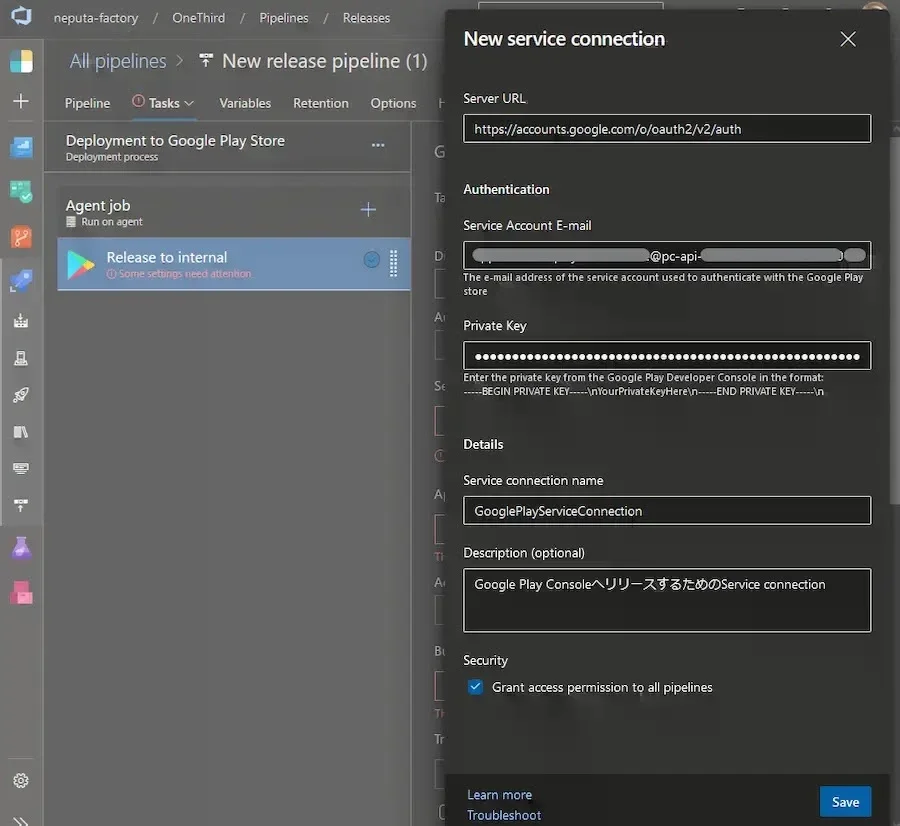 neputa-factory / OneThird / Pipelines / Releases
All pipelines > New release pipeline (1)
Pipeline Tasks Variables Retention Options
Deployment to Google Play Store
Deployment process
...
Agent job
Run on agent
Release to internal
Some settings need attention
New service connection
Server URL
https://accounts.google.com/o/oauth2/v2/auth
Authentication
Service Account E-mail
@pc-api-
The e-mail address of the service account used to authenticate with the Google Play
store
Private Key
Enter the private key from the Google Play Developer Console in the format:
-----BEGIN PRIVATE KEY-----\nYourPrivateKeyHere\n-----END PRIVATE KEY-----\n
Details
Service connection name
GooglePlayServiceConnection
Description (optional)
Google Play ConsoleへリリースするためのService connection
Security
Grant access permission to all pipelines
Learn more
Troubleshoot
Save